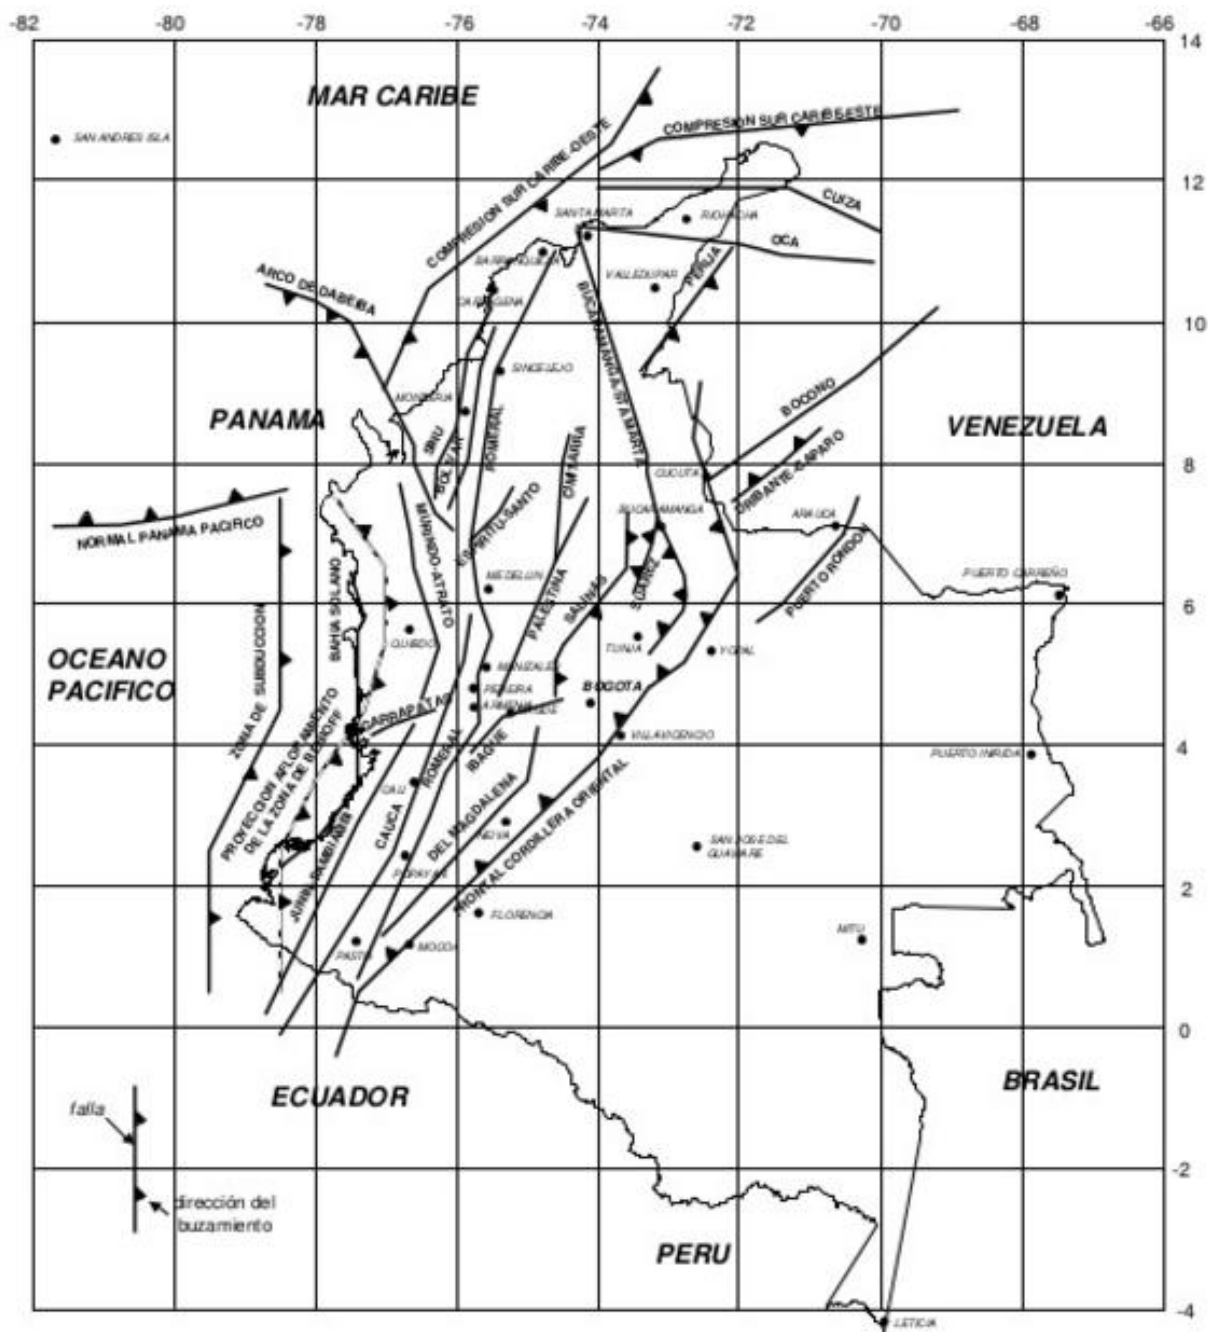 -82 -80 -78 -76 -74 -72 -70 -68 -66
14
MAR CARIBE
SAN ANDRES ISLA
COMPRESION SUR CARIBE-ESTE
COMPRESION SUR CARIBE-OESTE
12
CUIZA
SANTA MARTA
RIOHACHA
OCA
BARRANQUILLA
ARCO DE DABEIBA
VALLEDUPAR
PERIJA
BUCARAMANGA-STA MARTA
CARTAGENA
10
SINCELEJO
MONTERIA
BOCONO
PANAMA
VENEZUELA
SINU
BOLIVAR
ROMERAL
CIMITARRA
URIBANTE-CAPARO
8
CUCUTA
BUCARAMANGA
ARAUCA
NORMAL PANAMA PACIFICO
MURINDO-ATRATO
ESPIRITU-SANTO
MEDELLIN
PUERTO CARREÑO
PUERTO RONDON
BAHIA SOLANO
PALESTINA
SALINAS
SUAREZ
6
ZONA DE SUBDUCCION
QUIBDO
TUNJA
YOPAL
OCEANO
PACIFICO
MANIZALES
PEREIRA
BOGOTA
ARMENIA
GARRAPATAS
VILLAVICENCIO
4
PUERTO INIRIDA
PROYECCION AFLORAMIENTO
DE LA ZONA DE BENIOFF
ROMERAL
IBAGUE
CALI
CAUCA
DEL MAGDALENA
NEIVA
FRONTAL CORDILLERA ORIENTAL
SAN JOSE DEL
GUAVIARE
POPAYAN
2
FLORENCIA
MITU
PASTO
MOCOA
0
ECUADOR
BRASIL
falla
-2
dirección del
buzamiento
PERU
-4
LETICIA